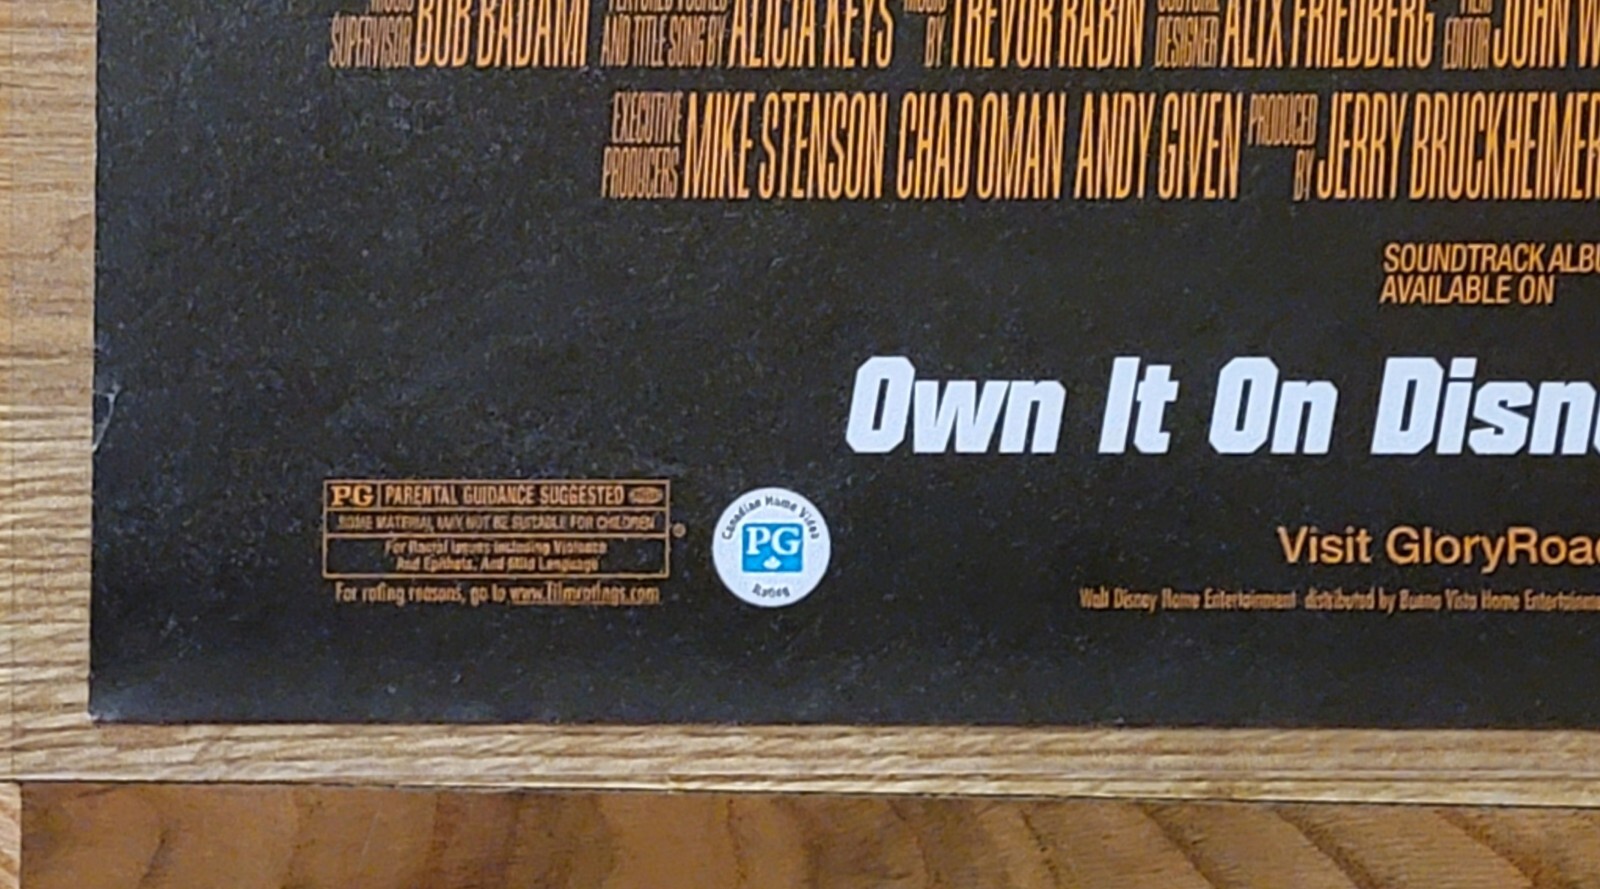 SUPERVISOR BOB BADAMI AND TITLE SONG BY ALICIA KEYS BY TREVOR RABIN DESIGNER ALIX FRIEDBERG EDITOR JOHN W
EXECUTIVE PRODUCERS MIKE STENSON CHAD OMAN ANDY GIVEN PRODUCED BY JERRY BRUCKHEIMER
SOUNDTRACK ALBU
AVAILABLE ON
Own It On Disne
PG PARENTAL GUIDANCE SUGGESTED
SOME MATERIAL MAY NOT BE SUITABLE FOR CHILDREN
For Racial Issues Including Violence
And Epithets, And Mild Language
®
For rating reasons, go to www.filmratings.com
Canadian Home Video
PG
Rating
Visit GloryRoad
Walt Disney Home Entertainment distributed by Buena Vista Home Entertainm